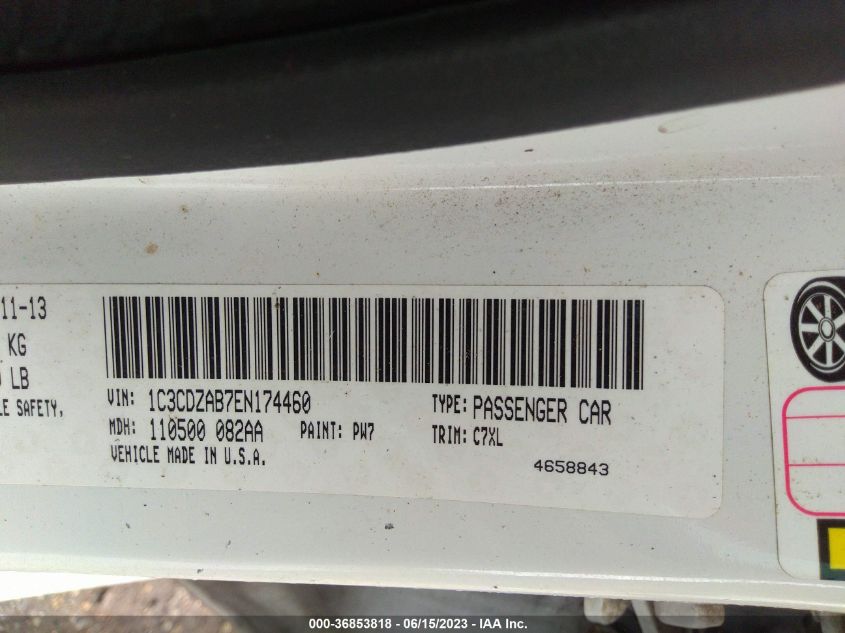 11-13
KG
LB
LE SAFETY,
VIN: 1C3CDZAB7EN174460
TYPE: PASSENGER CAR
MDH: 110500 082AA
PAINT: PW7
TRIM: C7XL
VEHICLE MADE IN U.S.A.
4658843
000-36853818 - 06/15/2023 - IAA Inc.